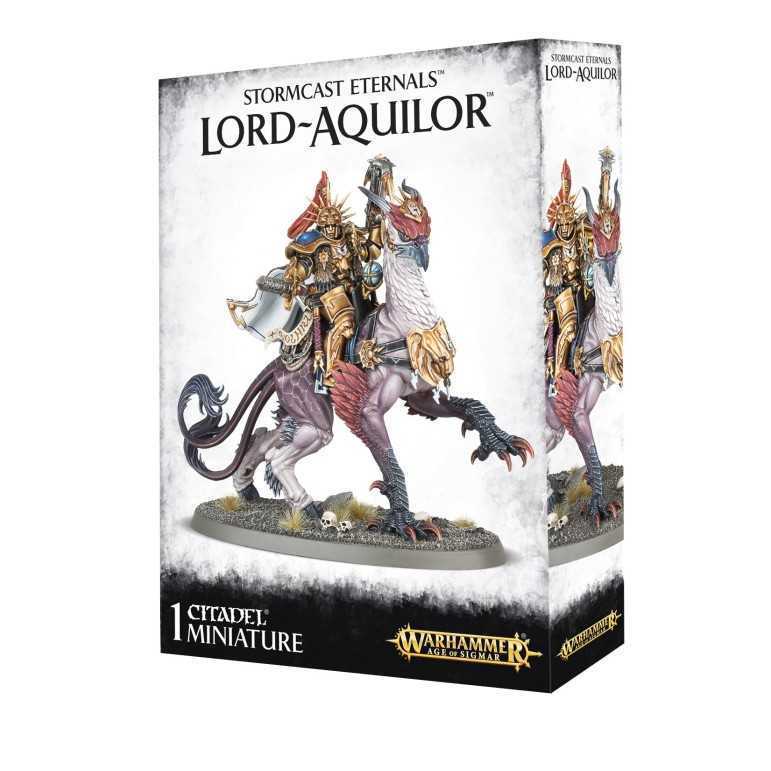 STORMCAST ETERNALS™
LORD-AQUILOR™
1 CITADEL®
MINIATURE
WARHAMMER
AGE OF SIGMAR
STORMCAST ETERNALS
LORD-AQUILOR
WARHAMMER